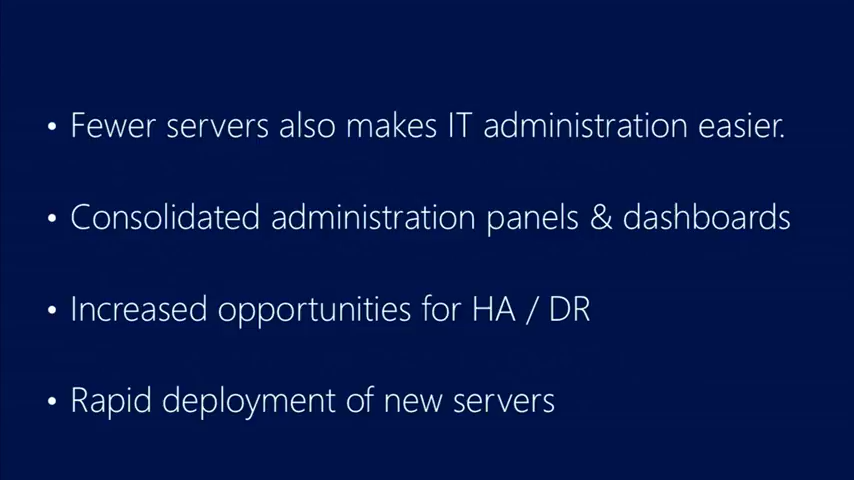 • Fewer servers also makes IT administration easier.
• Consolidated administration panels & dashboards
• Increased opportunities for HA / DR
• Rapid deployment of new servers